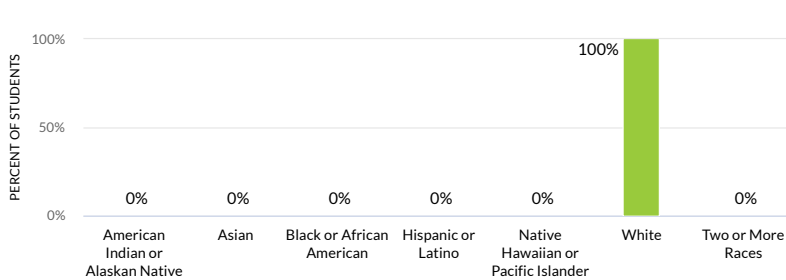 PERCENT OF STUDENTS
100%
50%
0%
100%
0%
0%
0%
0%
0%
0%
American
Indian or
Alaskan Native
Asian
Black or African
American
Hispanic or
Latino
Native
Hawaiian or
Pacific Islander
White
Two or More
Races